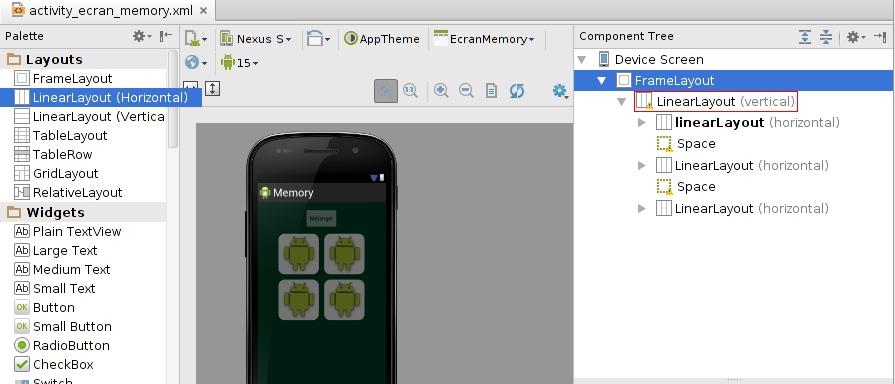 activity_ecran_memory.xml
Palette
Nexus S
AppTheme
EcranMemory
15
Component Tree
Layouts
FrameLayout
LinearLayout (Horizontal)
LinearLayout (Vertica
TableLayout
TableRow
GridLayout
RelativeLayout
Widgets
Ab Plain TextView
Ab Large Text
Ab Medium Text
Ab Small Text
OK Button
OK Small Button
RadioButton
CheckBox
Switch
Memory
Mélanger
Device Screen
FrameLayout
LinearLayout (vertical)
linearLayout (horizontal)
Space
LinearLayout (horizontal)
Space
LinearLayout (horizontal)